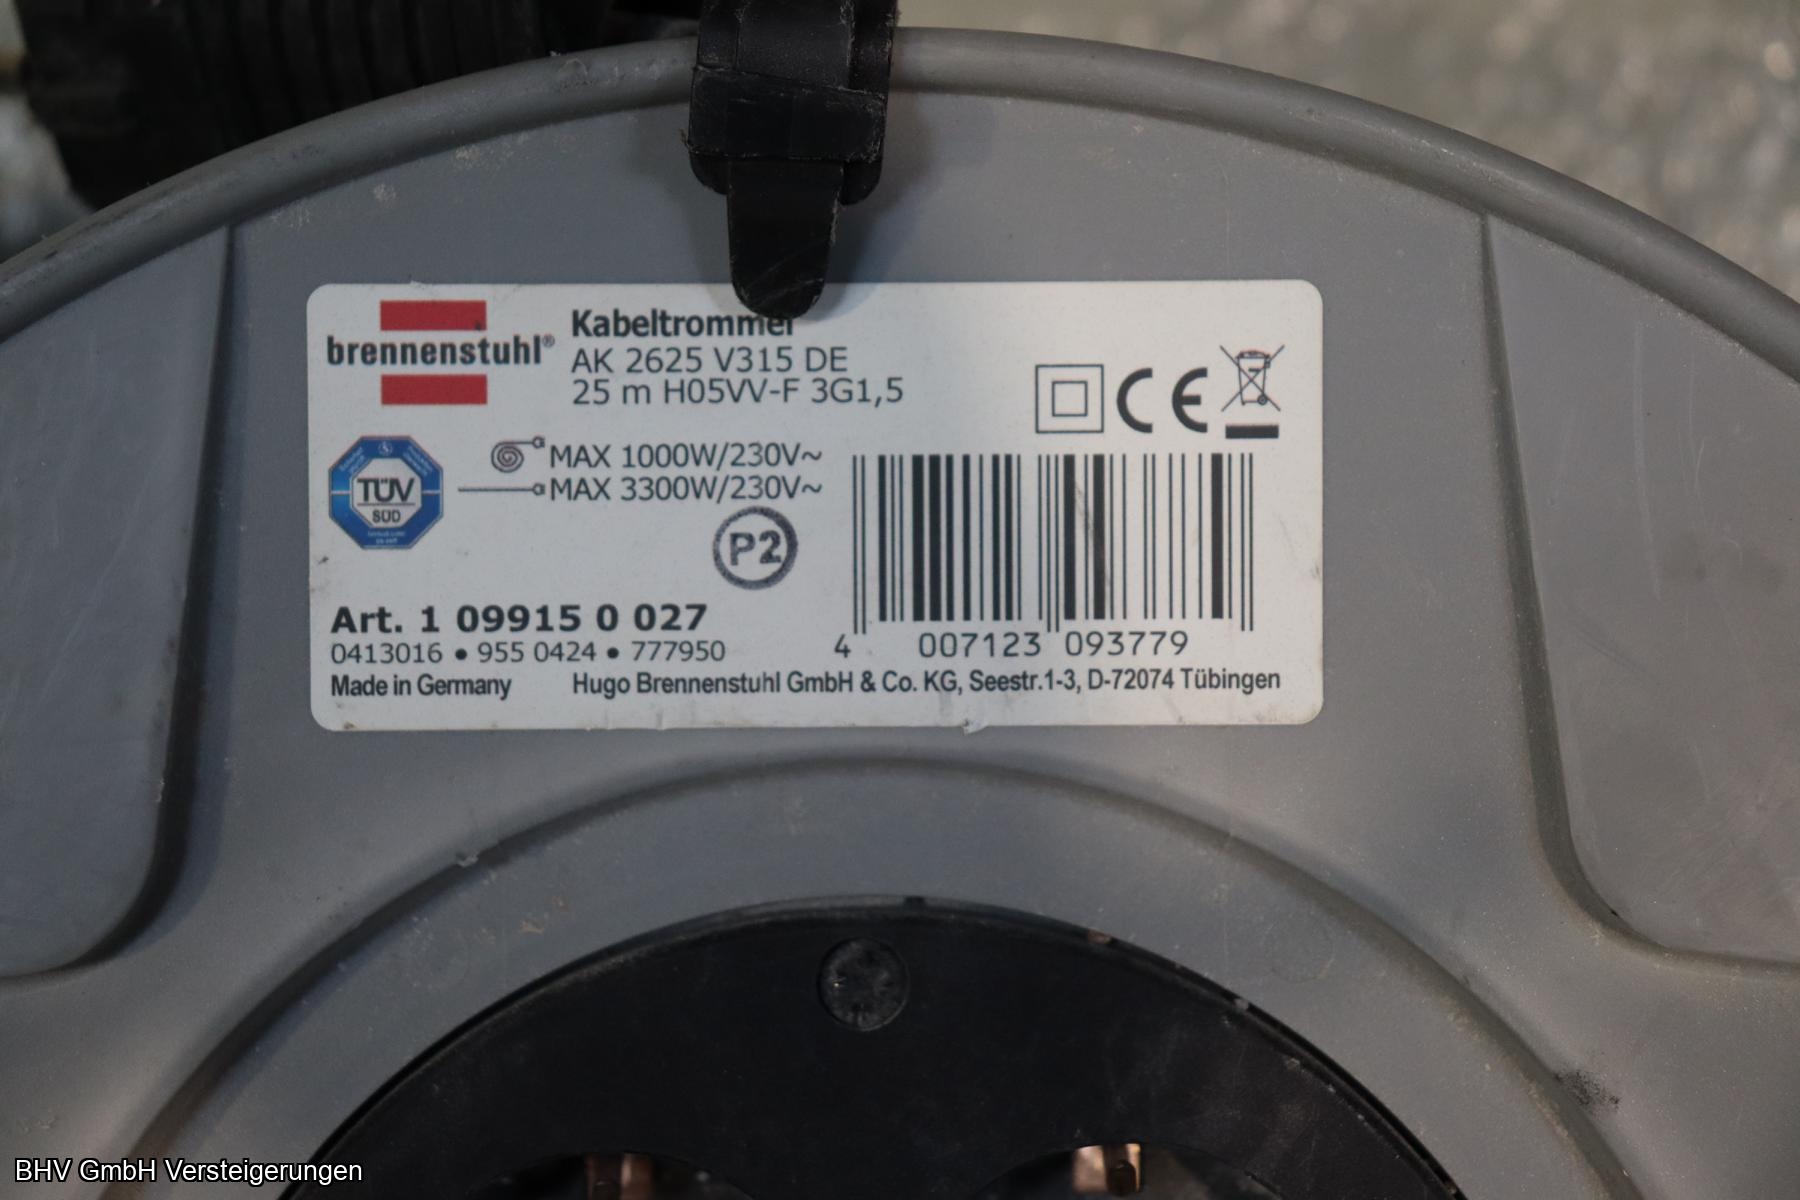 brennenstuhl®
Kabeltrommel
AK 2625 V315 DE
25 m H05VV-F 3G1,5
CE
TÜV
SÜD
MAX 1000W/230V~
MAX 3300W/230V~
P2
Art. 1 09915 0 027
0413016 • 955 0424 • 777950
4 007123 093779
Made in Germany
Hugo Brennenstuhl GmbH & Co. KG, Seestr.1-3, D-72074 Tübingen
BHV GmbH Versteigerungen